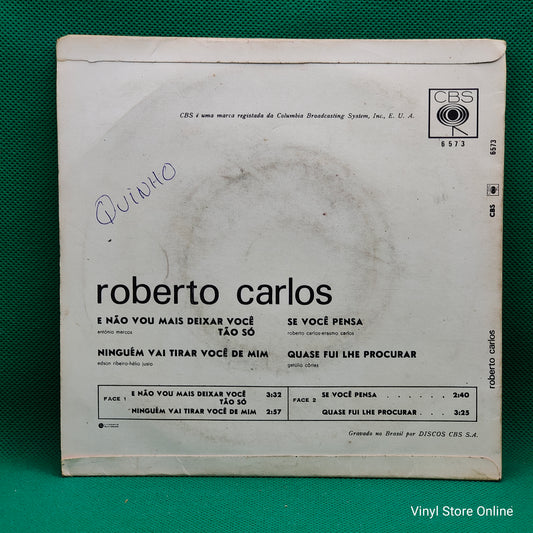 CBS é uma marca registada da Columbia Broadcasting System, Inc., E. U. A.
CBS
6573
6573
CBS
roberto carlos
QUINHO
roberto carlos
E NÃO VOU MAIS DEIXAR VOCÊ
TÃO SÓ
antónio marcos
NINGUÉM VAI TIRAR VOCÊ DE MIM
edson ribeiro-hélio justo
SE VOCÊ PENSA
roberto carlos-erasmo carlos
QUASE FUI LHE PROCURAR
getúlio côrtes
FACE 1
E NÃO VOU MAIS DEIXAR VOCÊ 3:32
TÃO SÓ
NINGUÉM VAI TIRAR VOCÊ DE MIM 2:57
FACE 2
SE VOCÊ PENSA . . . . . . 2:40
QUASE FUI LHE PROCURAR . . . . 3:25
Gravado no Brasil por DISCOS CBS S.A.
Vinyl Store Online